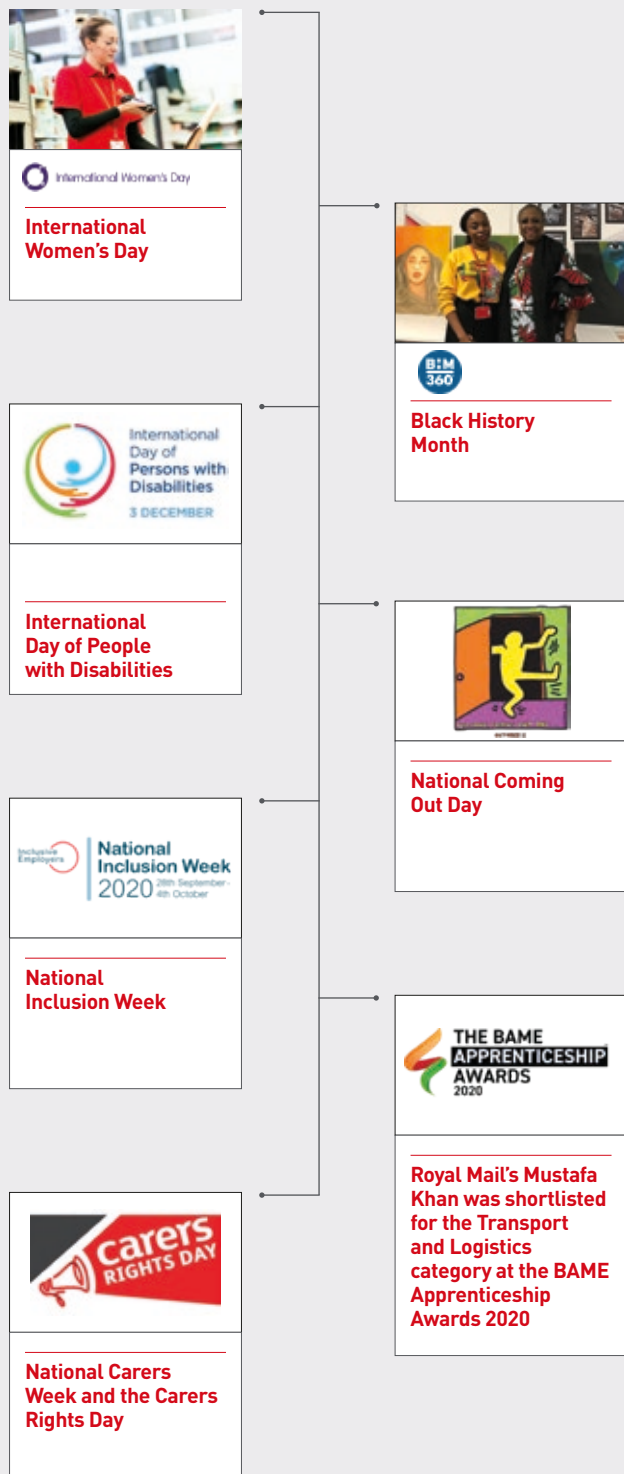 International Women's Day
International
Women's Day
B:M
360
Black History
Month
International
Day of
Persons with
Disabilities
3 DECEMBER
International
Day of People
with Disabilities
National Coming
Out Day
Inclusive
Employers
National
Inclusion Week
2020 28th September -
4th October
National
Inclusion Week
THE BAME
APPRENTICESHIP
AWARDS
2020
Royal Mail's Mustafa
Khan was shortlisted
for the Transport
and Logistics
category at the BAME
Apprenticeship
Awards 2020
carers
RIGHTS DAY
National Carers
Week and the Carers
Rights Day